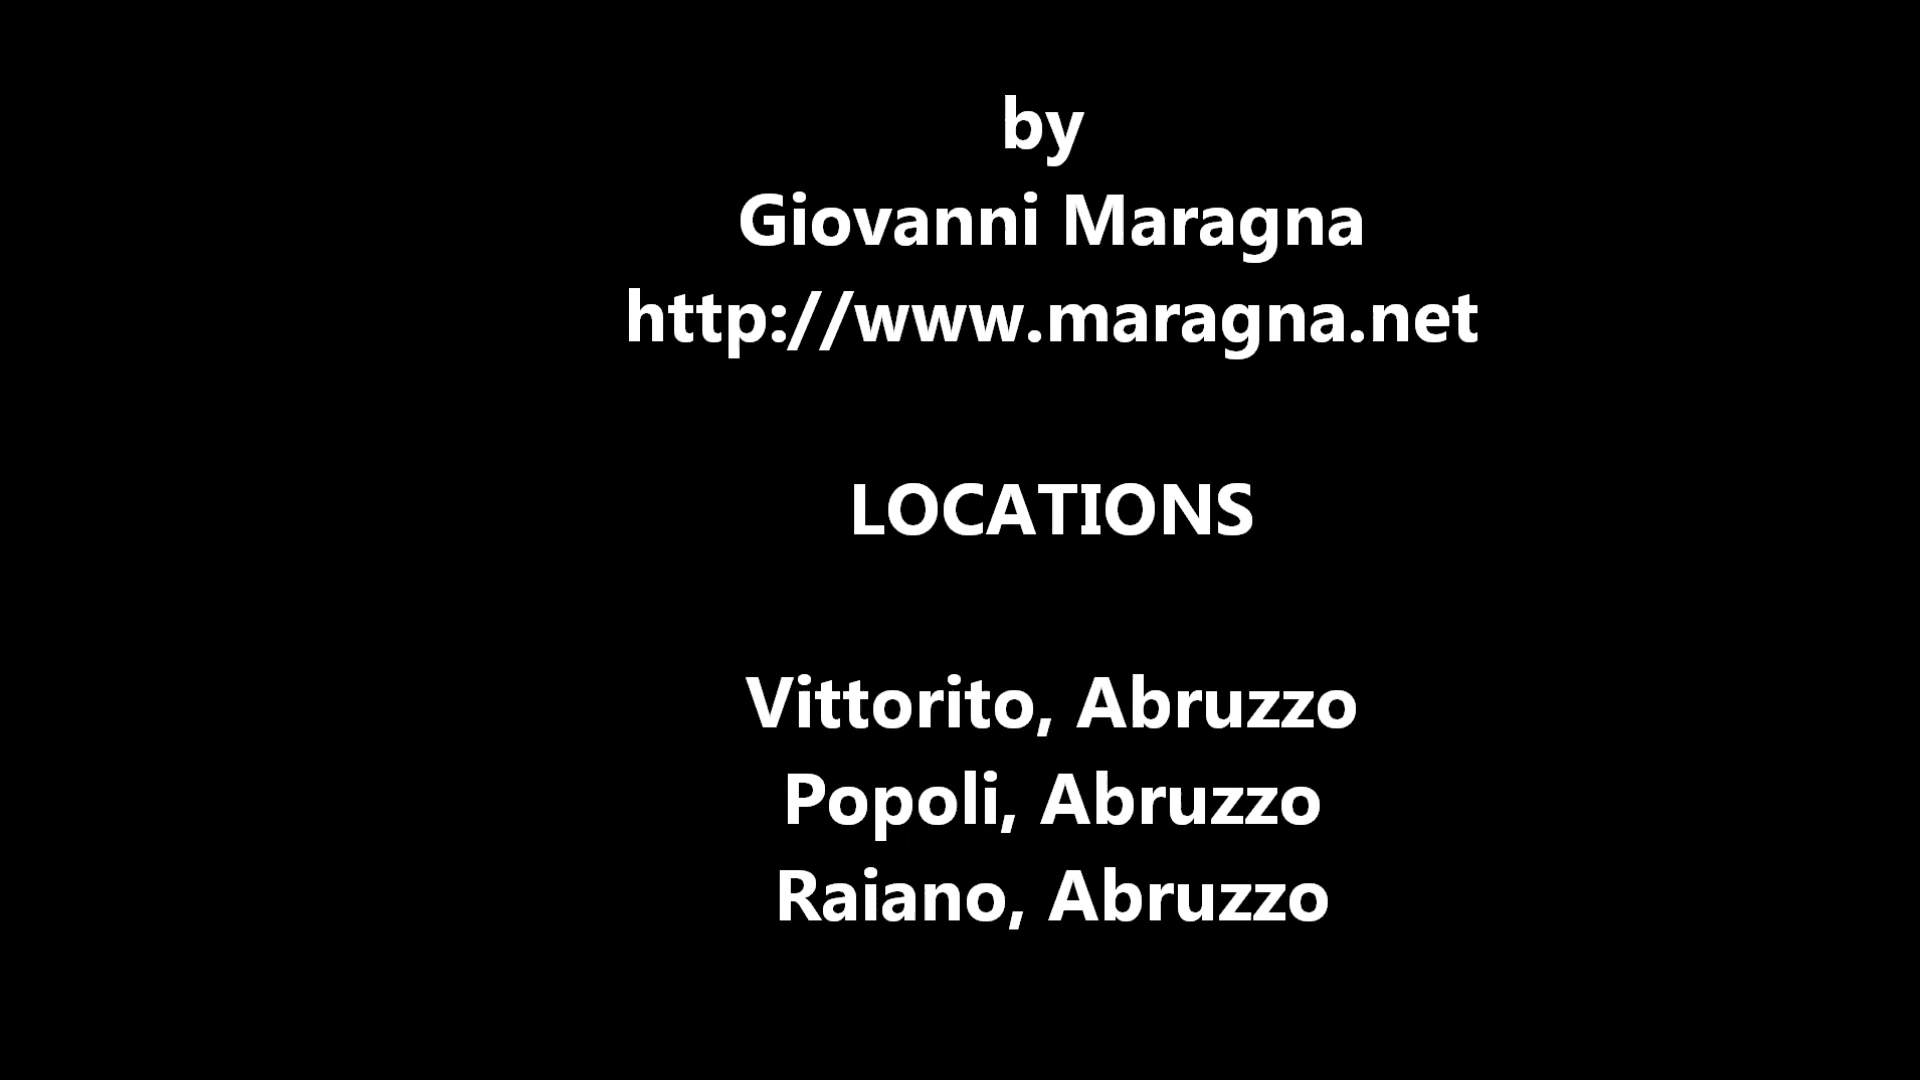 by
Giovanni Maragna
http://www.maragna.net
LOCATIONS
Vittorito, Abruzzo
Popoli, Abruzzo
Raiano, Abruzzo